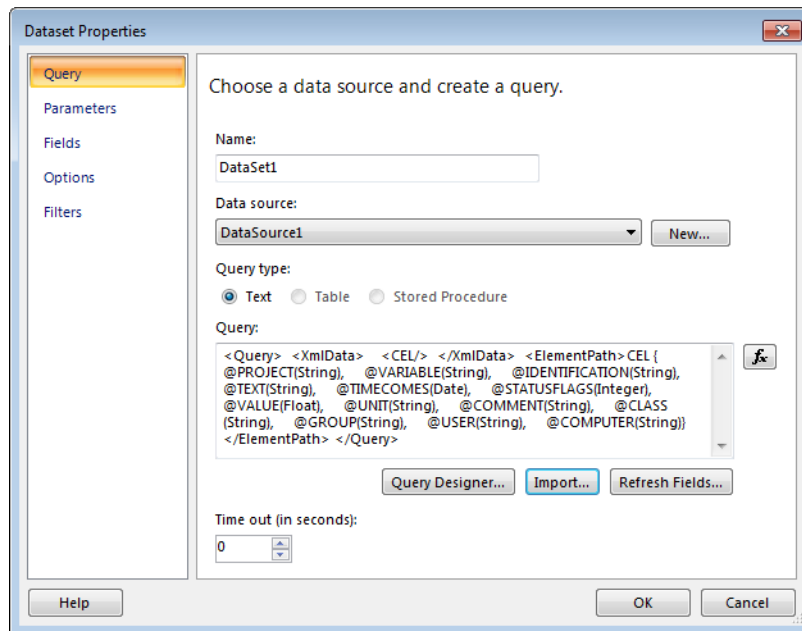 Dataset Properties
Query
Parameters
Fields
Options
Filters
Choose a data source and create a query.
Name:
DataSet1
Data source:
DataSource1
New...
Query type:
Text
Table
Stored Procedure
Query:
<Query> <XmlData> <CEL/> </XmlData> <ElementPath>CEL {
@PROJECT(String), @VARIABLE(String), @IDENTIFICATION(String),
@TEXT(String), @TIMECOMES(Date), @STATUSFLAGS(Integer),
@VALUE(Float), @UNIT(String), @COMMENT(String), @CLASS
(String), @GROUP(String), @USER(String), @COMPUTER(String)}
</ElementPath> </Query>
fx
Query Designer...
Import...
Refresh Fields...
Time out (in seconds):
0
Help
OK
Cancel